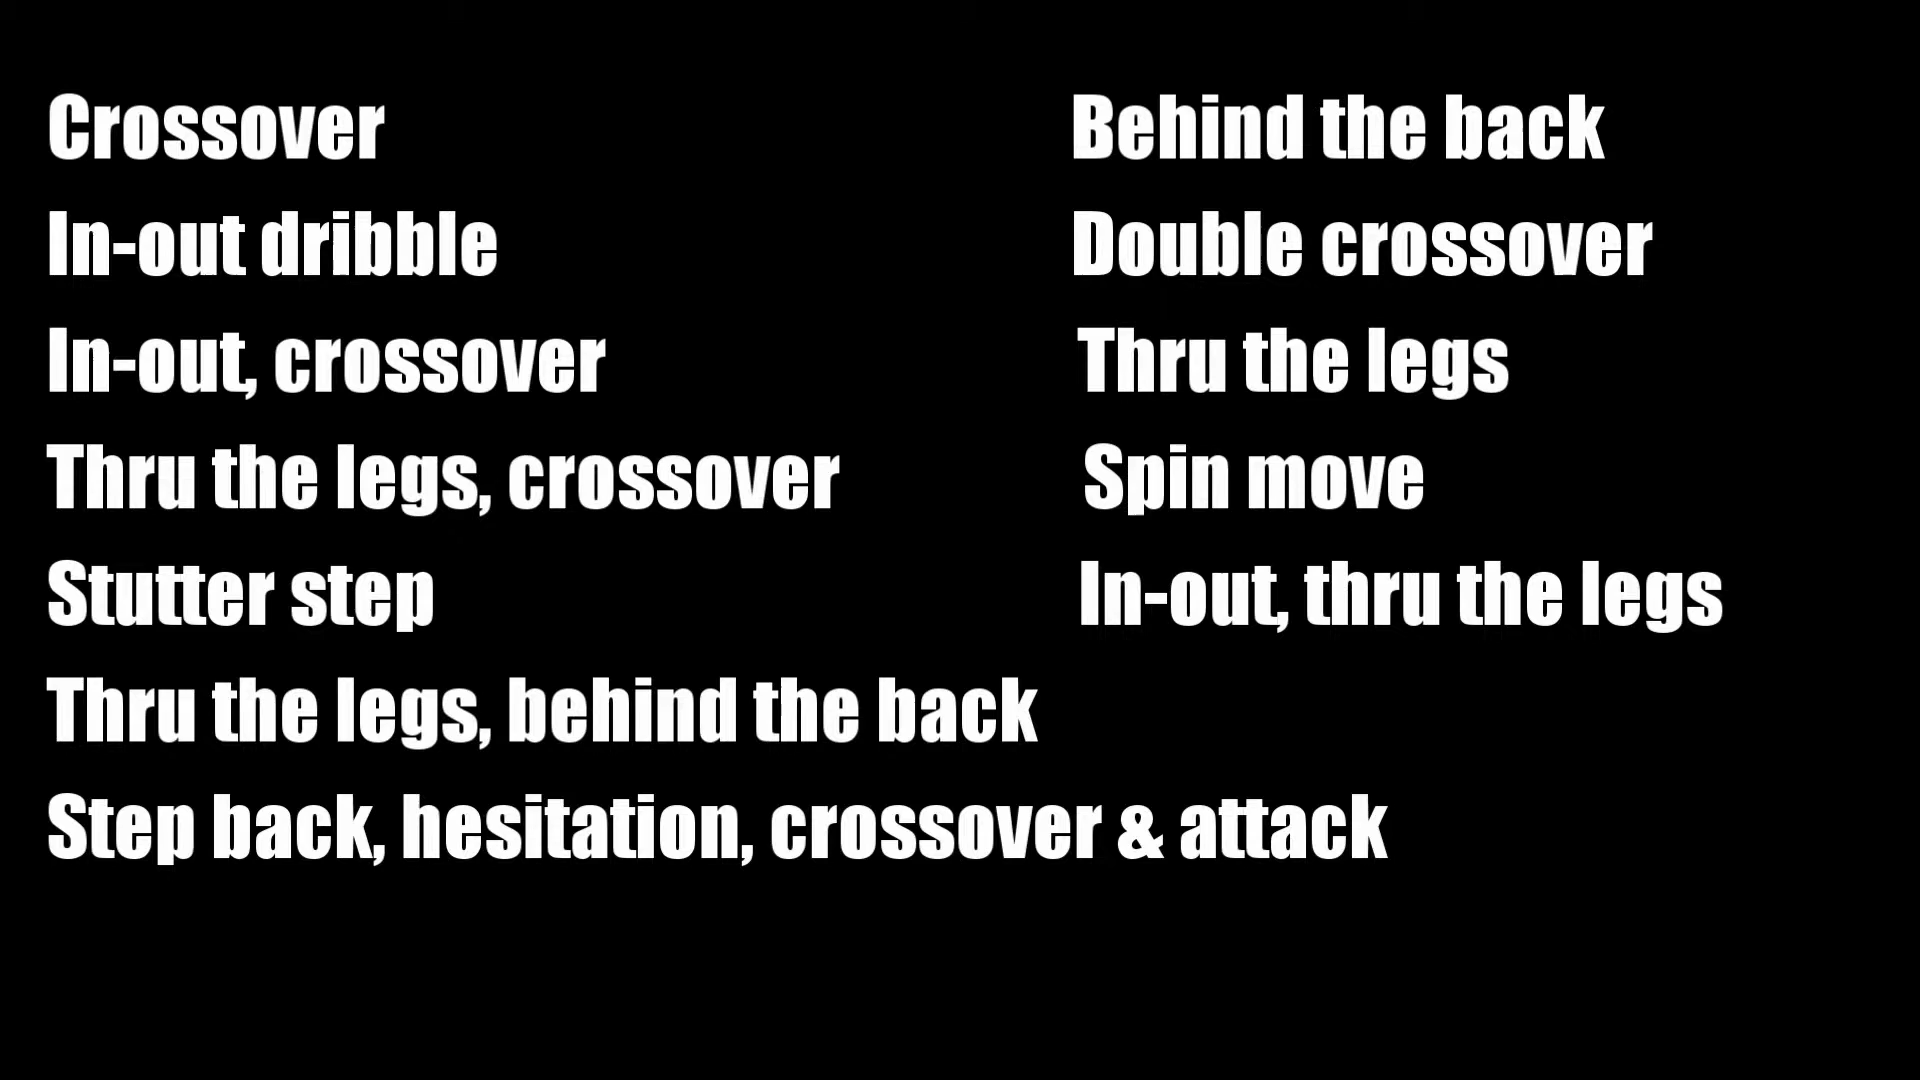 Crossover
Behind the back
In-out dribble
Double crossover
In-out, crossover
Thru the legs
Thru the legs, crossover
Spin move
Stutter step
In-out, thru the legs
Thru the legs, behind the back
Step back, hesitation, crossover & attack